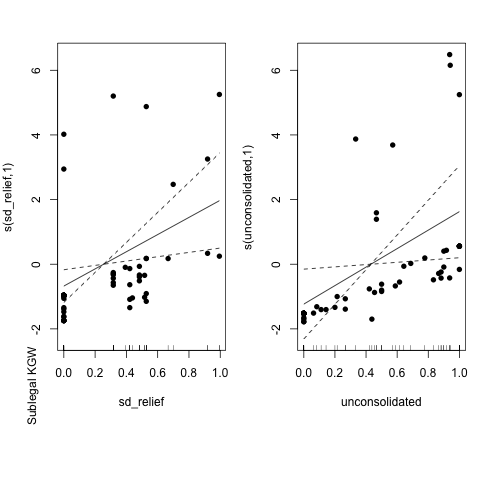 s(sd_relief,1)
6
4
2
0
-2
0.0 0.2 0.4 0.6 0.8 1.0
sd_relief
Sublegal KGW
s(unconsolidated,1)
6
4
2
0
-2
0.0 0.2 0.4 0.6 0.8 1.0
unconsolidated